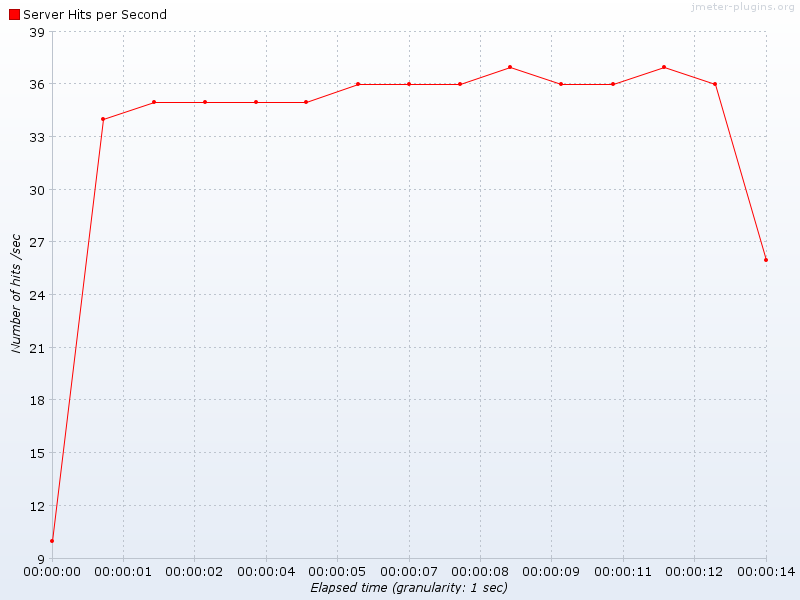 jmeter-plugins.org
Server Hits per Second
39
36
33
30
27
24
21
18
15
12
9
Number of hits /sec
00:00:00 00:00:01 00:00:02 00:00:04 00:00:05 00:00:07 00:00:08 00:00:09 00:00:11 00:00:12 00:00:14
Elapsed time (granularity: 1 sec)